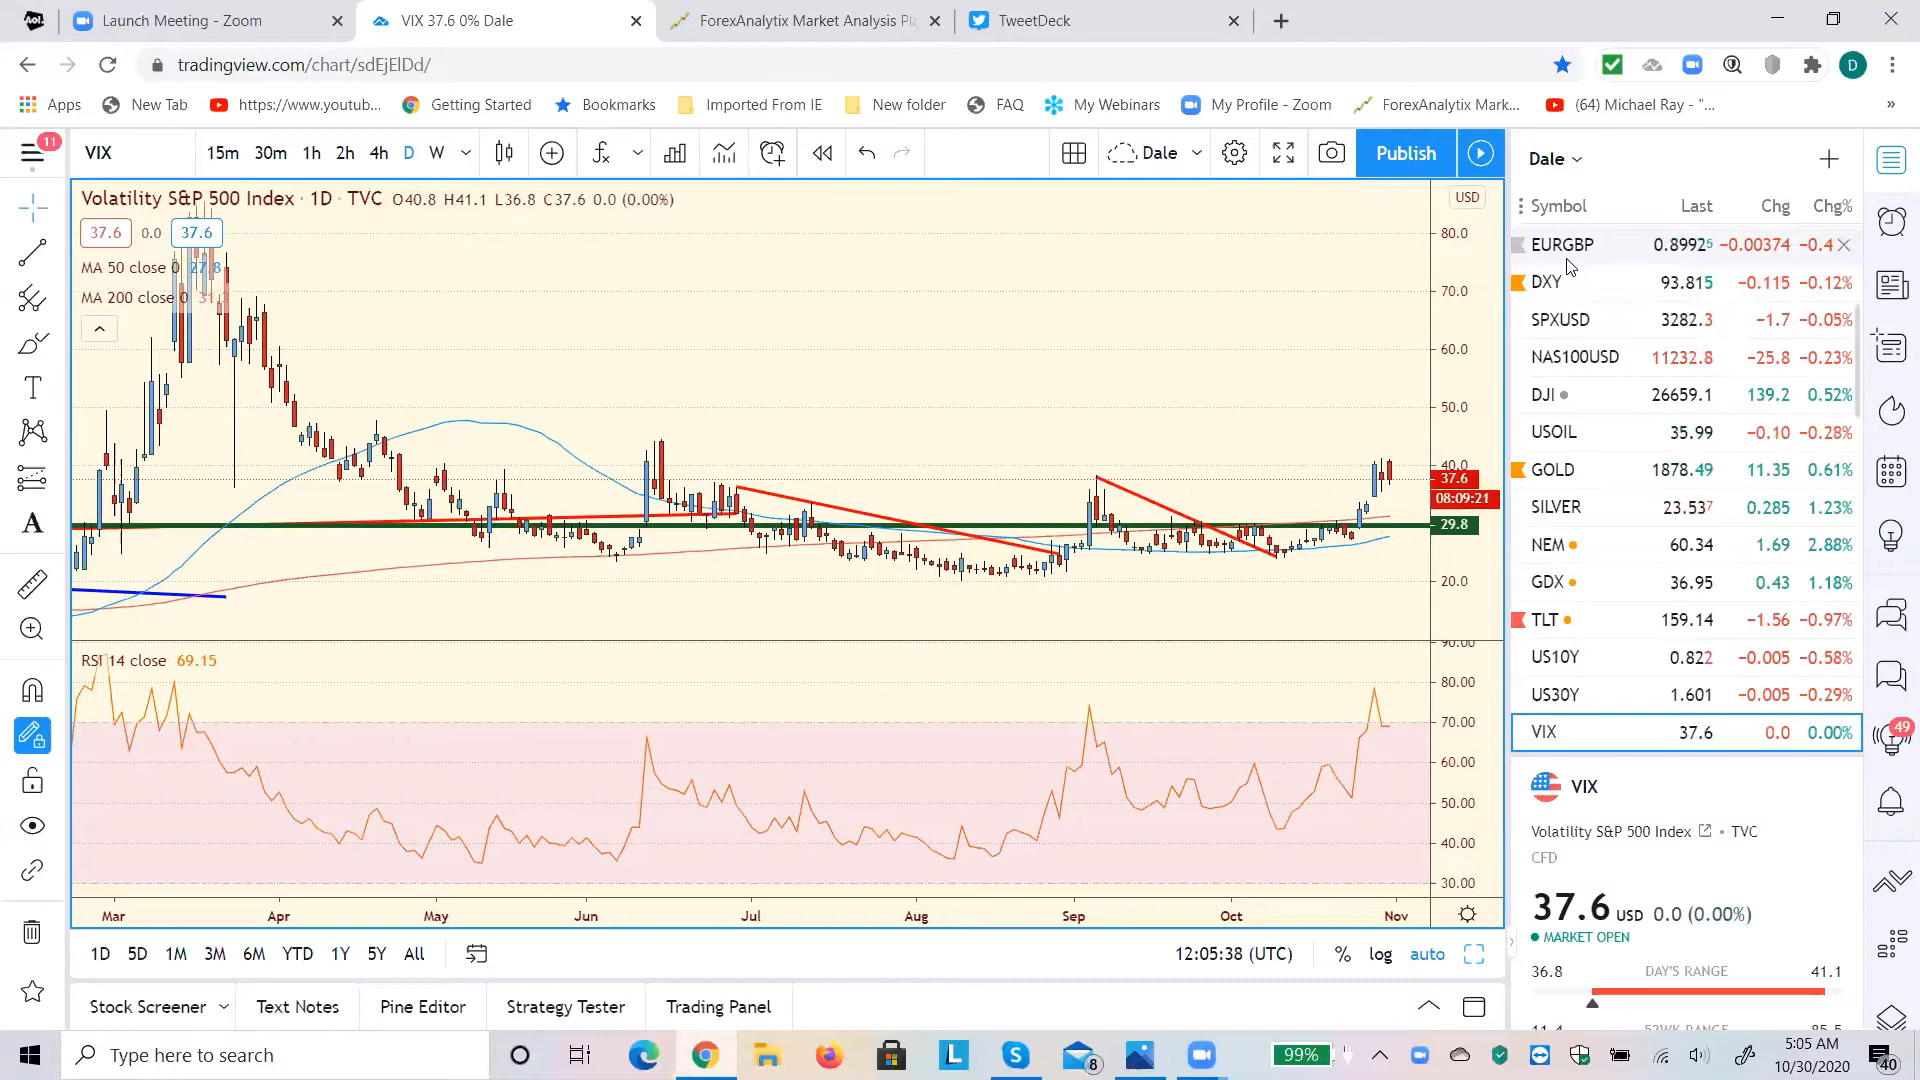 Aol.
Launch Meeting - Zoom
VIX 37.6 0% Dale
ForexAnalytix Market Analysis Pla
TweetDeck
tradingview.com/chart/sdEjElDd/
D
Apps
New Tab
https://www.youtub...
Getting Started
Bookmarks
Imported From IE
New folder
FAQ
My Webinars
My Profile - Zoom
ForexAnalytix Mark...
(64) Michael Ray - "...
»
11
VIX
15m 30m 1h 2h 4h D W
Dale
Publish
Dale
Volatility S&P 500 Index · 1D · TVC O40.8 H41.1 L36.8 C37.6 0.0 (0.00%)
USD
37.6 0.0 37.6
MA 50 close 0 27.8
MA 200 close 0
80.0
70.0
60.0
50.0
40.0
37.6
08:09:21
29.8
20.0
RSI 14 close 69.15
90.00
80.00
70.00
60.00
50.00
40.00
30.00
Mar Apr May Jun Jul Aug Sep Oct Nov
1D 5D 1M 3M 6M YTD 1Y 5Y All
12:05:38 (UTC) % log auto
Stock Screener Text Notes Pine Editor Strategy Tester Trading Panel
Symbol Last Chg Chg%
EURGBP 0.89925 −0.00374 −0.4
DXY 93.815 −0.115 −0.12%
SPXUSD 3282.3 −1.7 −0.05%
NAS100USD 11232.8 −25.8 −0.23%
DJI 26659.1 139.2 0.52%
USOIL 35.99 −0.10 −0.28%
GOLD 1878.49 11.35 0.61%
SILVER 23.537 0.285 1.23%
NEM 60.34 1.69 2.88%
GDX 36.95 0.43 1.18%
TLT 159.14 −1.56 −0.97%
US10Y 0.822 −0.005 −0.58%
US30Y 1.601 −0.005 −0.29%
VIX 37.6 0.0 0.00%
49
VIX
Volatility S&P 500 Index • TVC
CFD
37.6 USD 0.0 (0.00%)
MARKET OPEN
36.8 DAY'S RANGE 41.1
Type here to search
L
8
99%
5:05 AM
10/30/2020
40